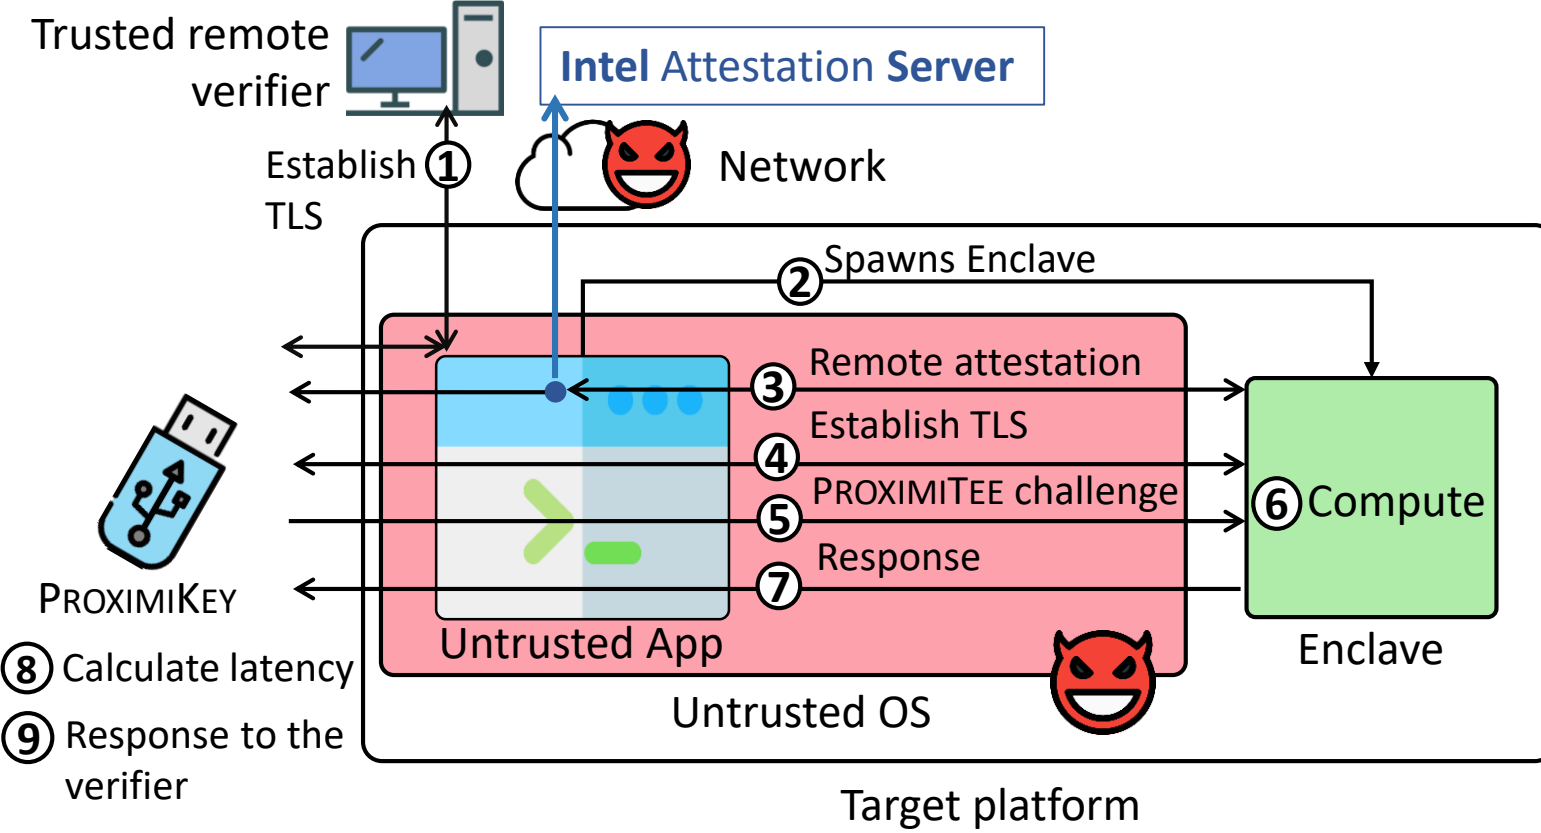 Trusted remote
verifier
Intel Attestation Server
Establish
TLS
1
Network
2
Spawns Enclave
3
Remote attestation
4
Establish TLS
5
PROXIMITEE challenge
6 Compute
7
Response
PROXIMIKEY
Untrusted App
Enclave
8 Calculate latency
Untrusted OS
9 Response to the
verifier
Target platform